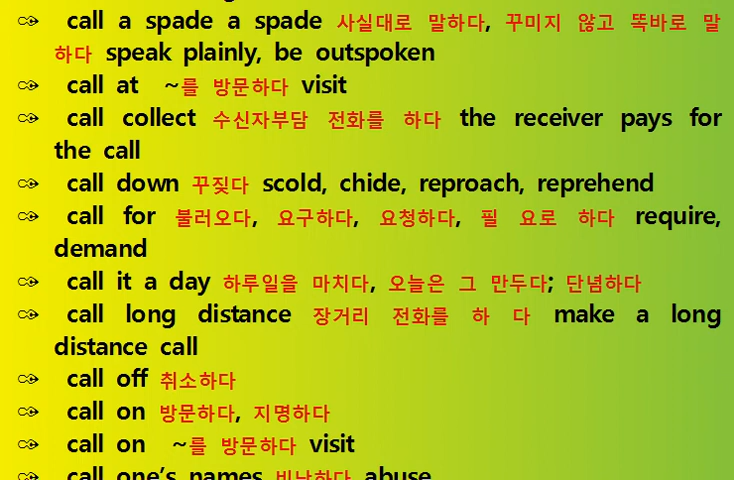 call a spade a spade 사실대로 말하다, 꾸미지 않고 똑바로 말
하다 speak plainly, be outspoken
call at ~를 방문하다 visit
call collect 수신자부담 전화를 하다 the receiver pays for
the call
call down 꾸짖다 scold, chide, reproach, reprehend
call for 불러오다, 요구하다, 요청하다, 필 요로 하다 require,
demand
call it a day 하루일을 마치다, 오늘은 그 만두다; 단념하다
call long distance 장거리 전화를 하 다 make a long
distance call
call off 취소하다
call on 방문하다, 지명하다
call on ~를 방문하다 visit
call one's names 비난하다 abuse